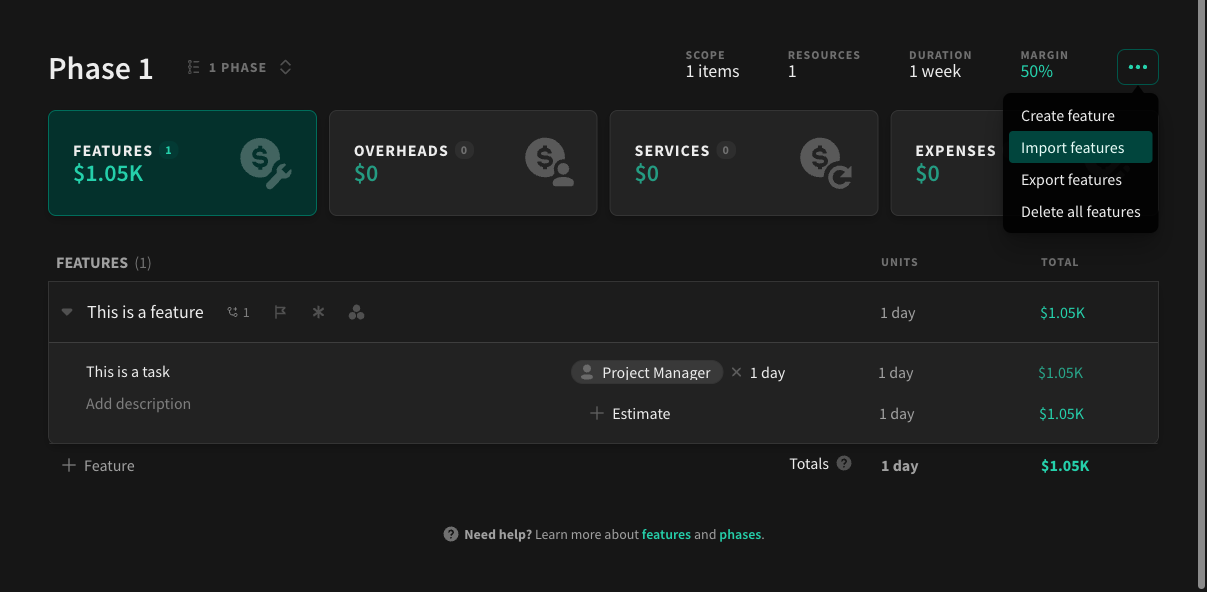 Phase 1
1 PHASE
SCOPE
1 items
RESOURCES
1
DURATION
1 week
MARGIN
50%
Create feature
Import features
Export features
Delete all features
FEATURES 1
$1.05K
OVERHEADS 0
$0
SERVICES 0
$0
EXPENSES
$0
FEATURES (1)
UNITS
TOTAL
This is a feature
1
1 day
$1.05K
This is a task
Project Manager × 1 day
1 day
$1.05K
Add description
+ Estimate
1 day
$1.05K
+ Feature
Totals ?
1 day
$1.05K
? Need help? Learn more about features and phases.